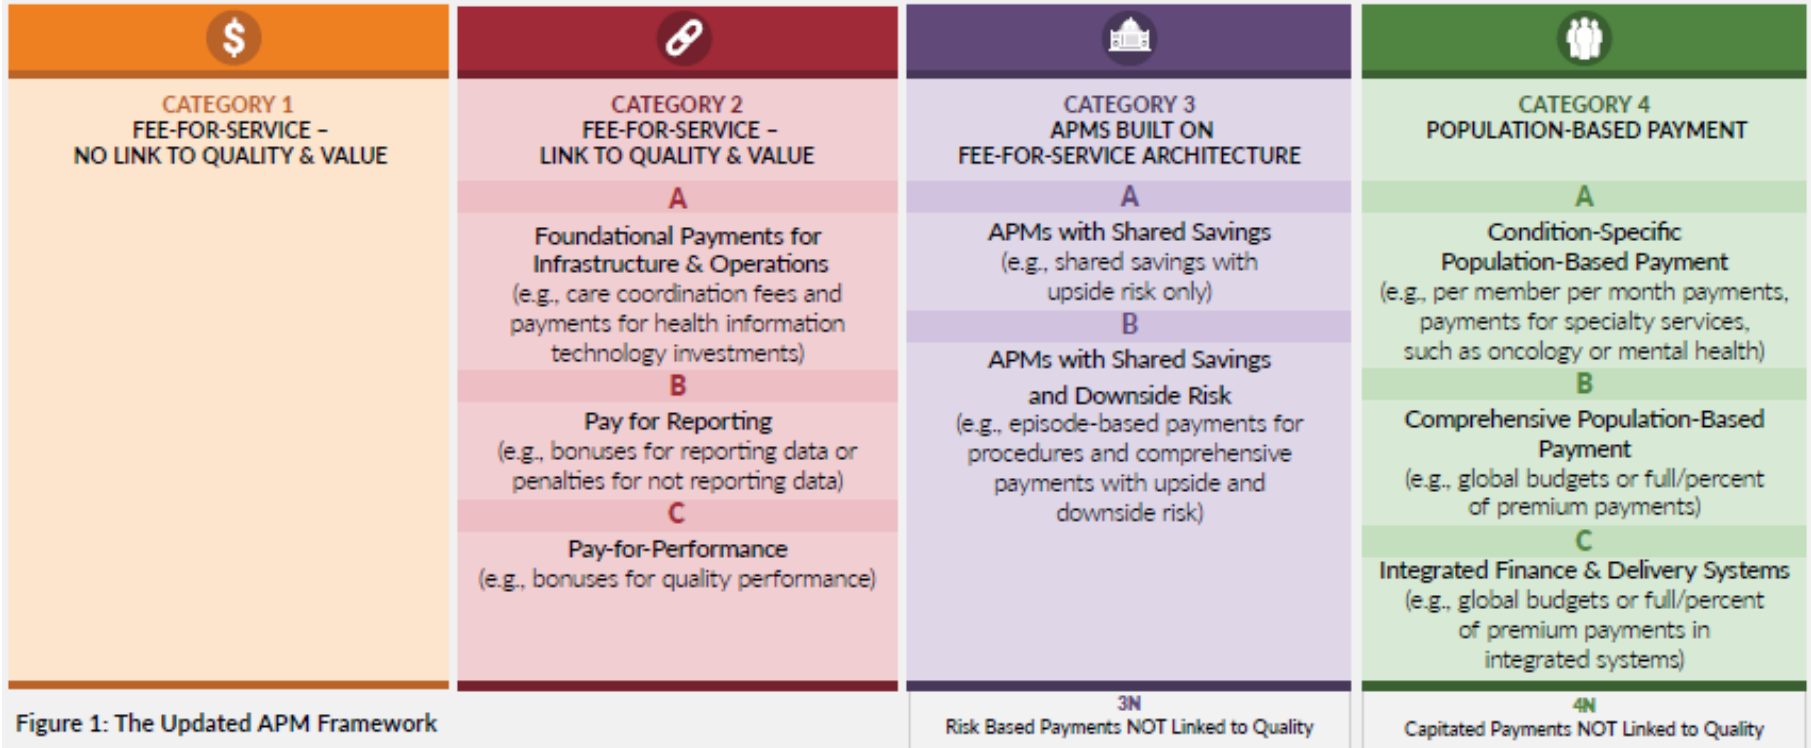 $
CATEGORY 1
FEE-FOR-SERVICE –
NO LINK TO QUALITY & VALUE
CATEGORY 2
FEE-FOR-SERVICE –
LINK TO QUALITY & VALUE
A
Foundational Payments for
Infrastructure & Operations
(e.g., care coordination fees and
payments for health information
technology investments)
B
Pay for Reporting
(e.g., bonuses for reporting data or
penalties for not reporting data)
C
Pay-for-Performance
(e.g., bonuses for quality performance)
CATEGORY 3
APMS BUILT ON
FEE-FOR-SERVICE ARCHITECTURE
A
APMs with Shared Savings
(e.g., shared savings with
upside risk only)
B
APMs with Shared Savings
and Downside Risk
(e.g., episode-based payments for
procedures and comprehensive
payments with upside and
downside risk)
3N
Risk Based Payments NOT Linked to Quality
CATEGORY 4
POPULATION-BASED PAYMENT
A
Condition-Specific
Population-Based Payment
(e.g., per member per month payments,
payments for specialty services,
such as oncology or mental health)
B
Comprehensive Population-Based
Payment
(e.g., global budgets or full/percent
of premium payments)
C
Integrated Finance & Delivery Systems
(e.g., global budgets or full/percent
of premium payments in
integrated systems)
4N
Capitated Payments NOT Linked to Quality
Figure 1: The Updated APM Framework